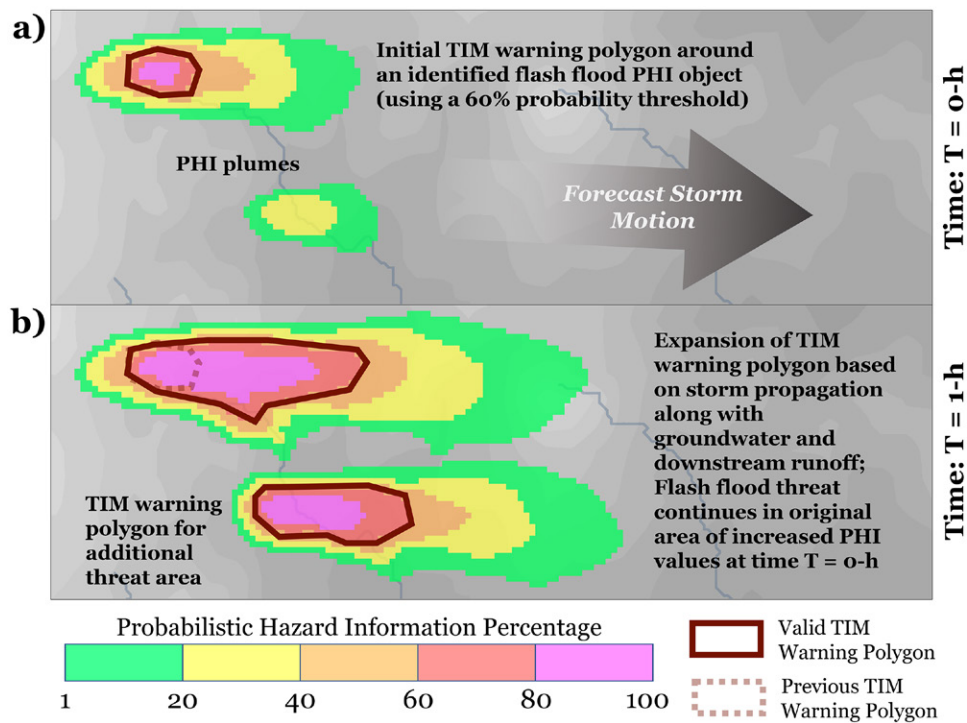 a)
Initial TIM warning polygon around
an identified flash flood PHI object
(using a 60% probability threshold)
PHI plumes
Forecast Storm
Motion
Time: T = 0-h
b)
Expansion of TIM
warning polygon based
on storm propagation
along with
groundwater and
downstream runoff;
Flash flood threat
continues in original
area of increased PHI
values at time T = 0-h
TIM warning
polygon for
additional
threat area
Time: T = 1-h
Probabilistic Hazard Information Percentage
1 20 40 60 80 100
Valid TIM
Warning Polygon
Previous TIM
Warning Polygon